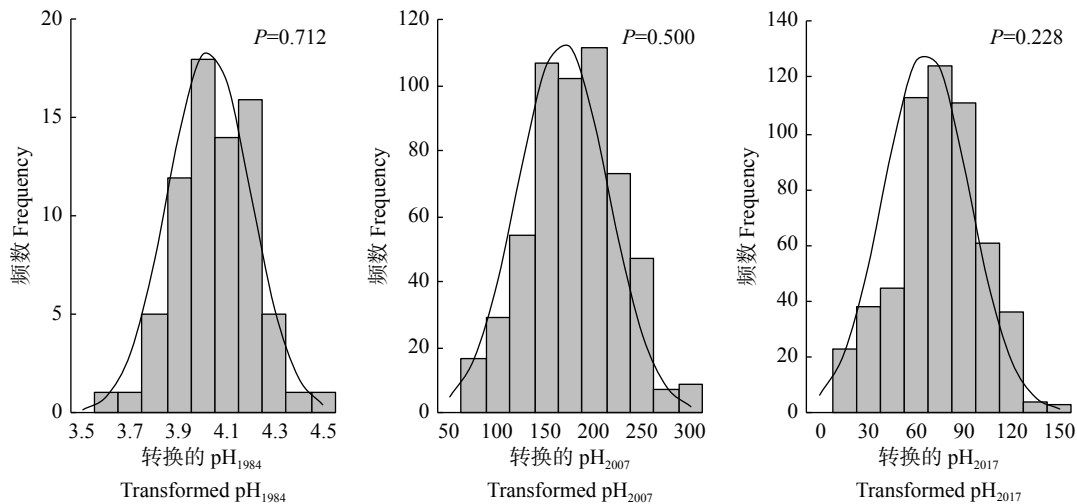 P=0.712
20
15
10
5
0
频数 Frequency
3.5 3.7 3.9 4.1 4.3 4.5
转换的 pH1984
Transformed pH1984
P=0.500
120
100
80
60
40
20
0
频数 Frequency
50 100 150 200 250 300
转换的 pH2007
Transformed pH2007
P=0.228
140
120
100
80
60
40
20
0
频数 Frequency
0 30 60 90 120 150
转换的 pH2017
Transformed pH2017